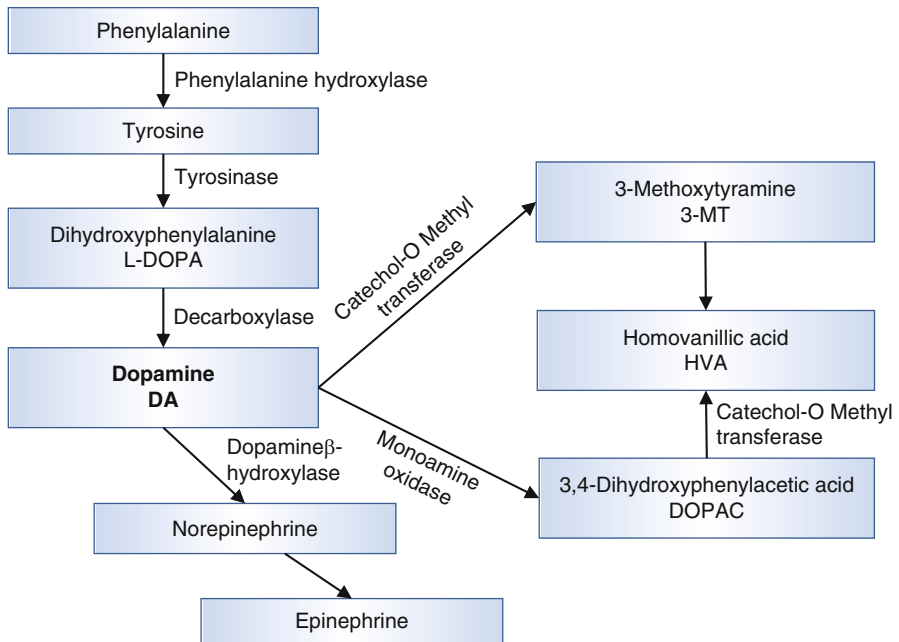 Phenylalanine
Phenylalanine hydroxylase
Tyrosine
Tyrosinase
Dihydroxyphenylalanine
L-DOPA
Decarboxylase
Dopamine
DA
Dopamineβ-
hydroxylase
Norepinephrine
Epinephrine
Catechol-O Methyl
transferase
3-Methoxytyramine
3-MT
Homovanillic acid
HVA
Catechol-O Methyl
transferase
Monoamine
oxidase
3,4-Dihydroxyphenylacetic acid
DOPAC